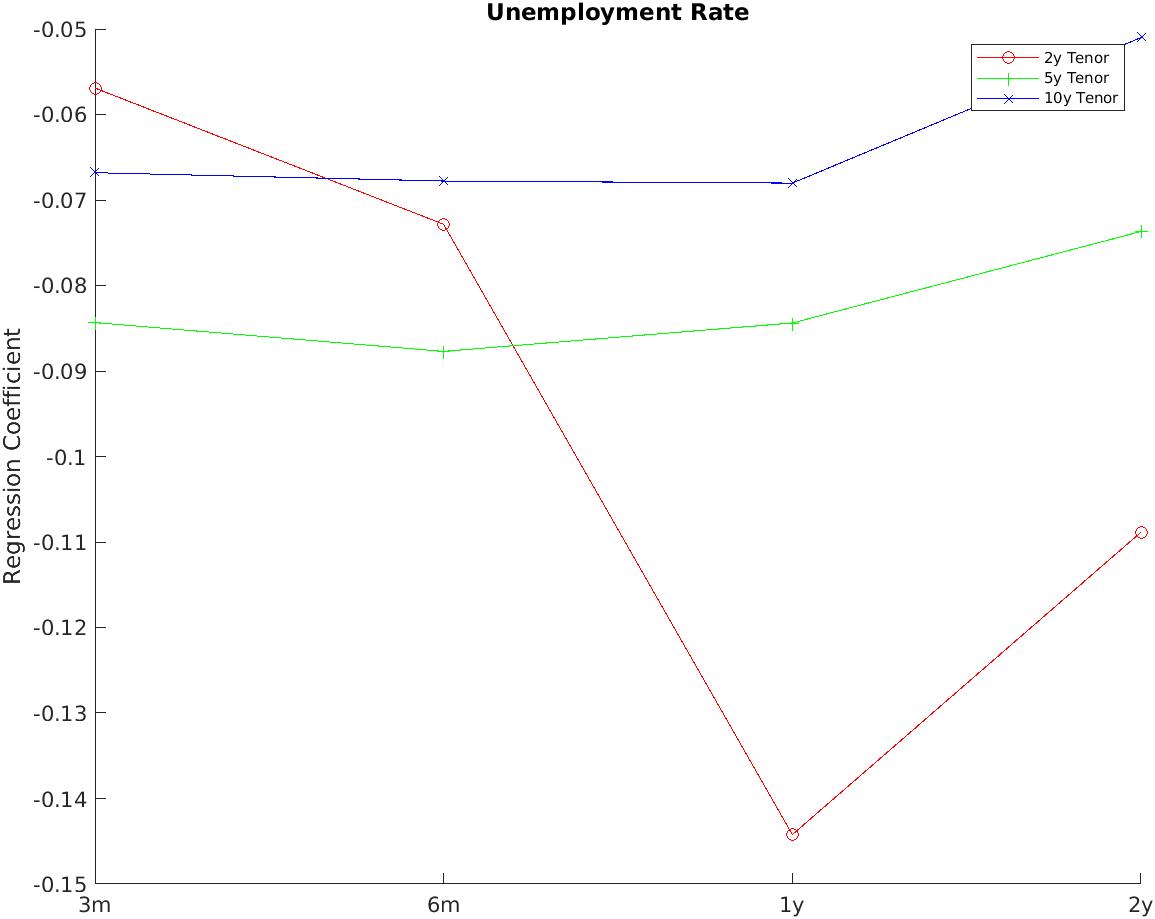 Unemployment Rate
-0.05
-0.06
-0.07
-0.08
-0.09
-0.1
-0.11
-0.12
-0.13
-0.14
-0.15
Regression Coefficient
2y Tenor
5y Tenor
10y Tenor
3m
6m
1y
2y